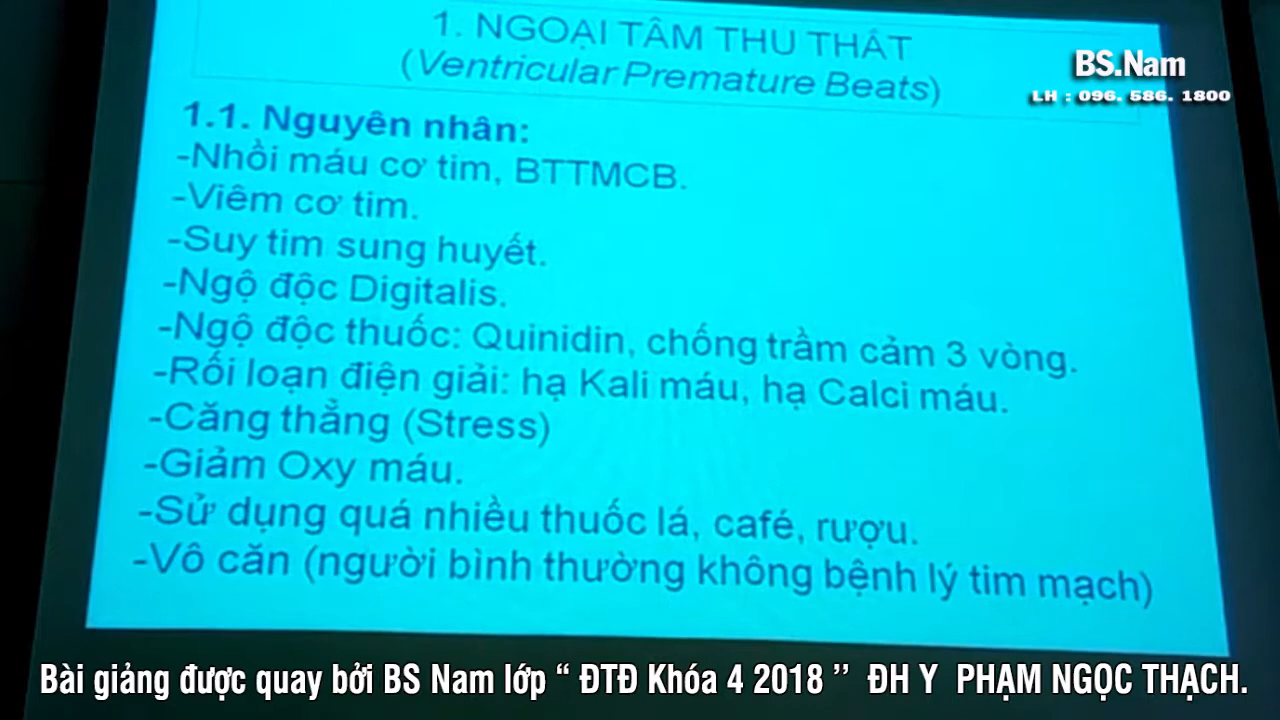 1. NGOẠI TÂM THU THẤT
(Ventricular Premature Beats)
BS.Nam
LH : 096. 586. 1800
1.1. Nguyên nhân:
-Nhồi máu cơ tim, BTTMCB.
-Viêm cơ tim.
-Suy tim sung huyết.
-Ngộ độc Digitalis.
-Ngộ độc thuốc: Quinidin, chống trầm cảm 3 vòng.
-Rối loạn điện giải: hạ Kali máu, hạ Calci máu.
-Căng thẳng (Stress)
-Giảm Oxy máu.
-Sử dụng quá nhiều thuốc lá, café, rượu.
-Vô căn (người bình thường không bệnh lý tim mạch)
Bài giảng được quay bởi BS Nam lớp “ ĐTĐ Khóa 4 2018 ’’ ĐH Y PHẠM NGỌC THẠCH.